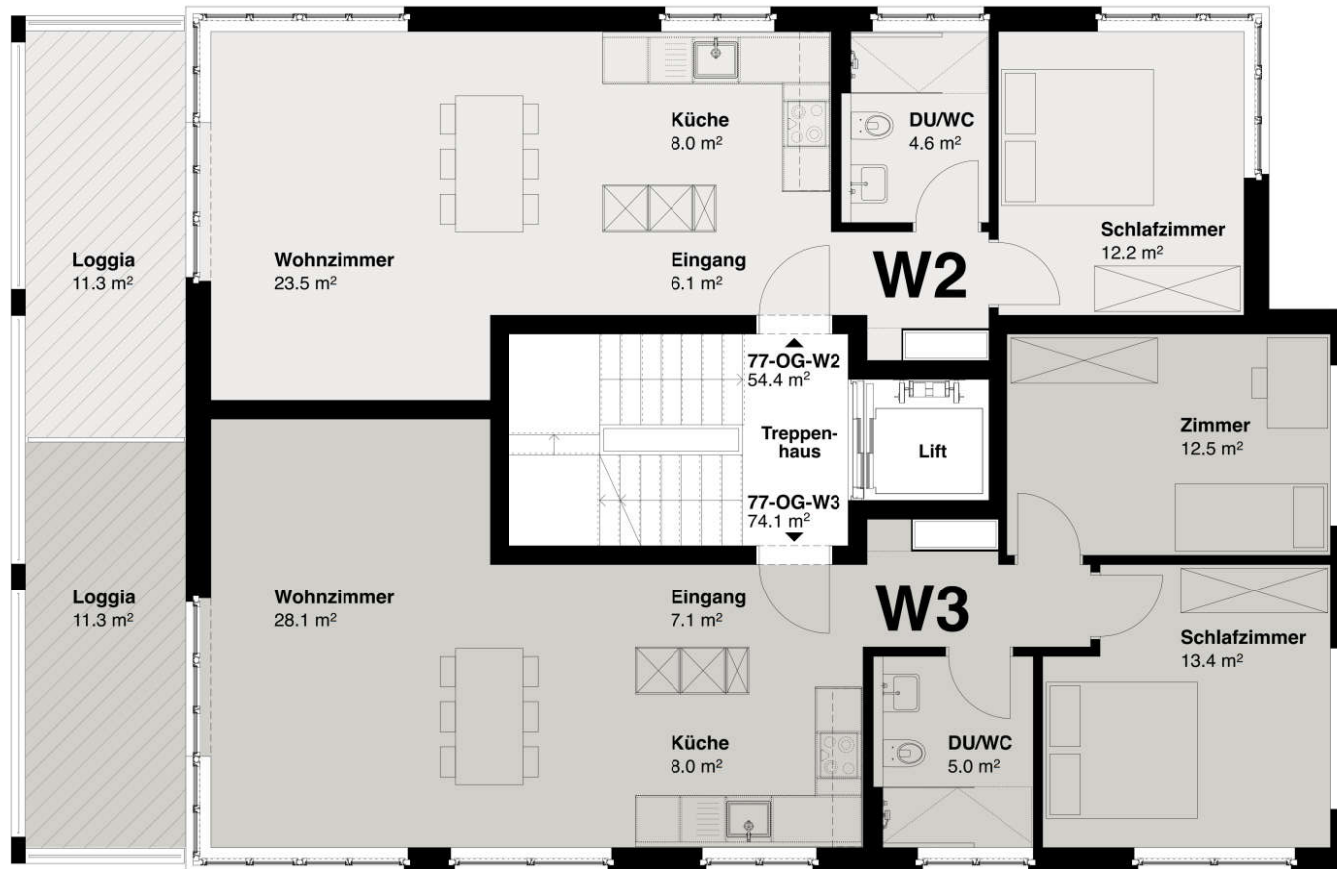 Küche
8.0 m²
DU/WC
4.6 m²
Loggia
11.3 m²
Wohnzimmer
23.5 m²
Eingang
6.1 m²
W2
Schlafzimmer
12.2 m²
77-OG-W2
54.4 m²
Treppen-
haus
Lift
Zimmer
12.5 m²
77-OG-W3
74.1 m²
Loggia
11.3 m²
Wohnzimmer
28.1 m²
Eingang
7.1 m²
W3
Schlafzimmer
13.4 m²
Küche
8.0 m²
DU/WC
5.0 m²